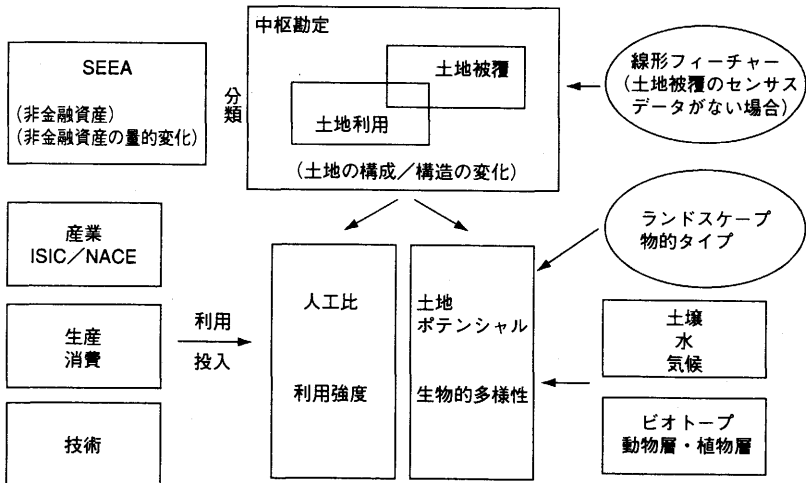 SEEA
(非金融資産)
(非金融資産の量的変化)
分類
中枢勘定
土地被覆
土地利用
(土地の構成/構造の変化)
線形フィーチャー
(土地被覆のセンサス
データがない場合)
産業
ISIC/NACE
生産
消費
技術
利用
投入
人工比
利用強度
土地
ポテンシャル
生物的多様性
ランドスケープ
物的タイプ
土壌
水
気候
ビオトープ
動物層・植物層